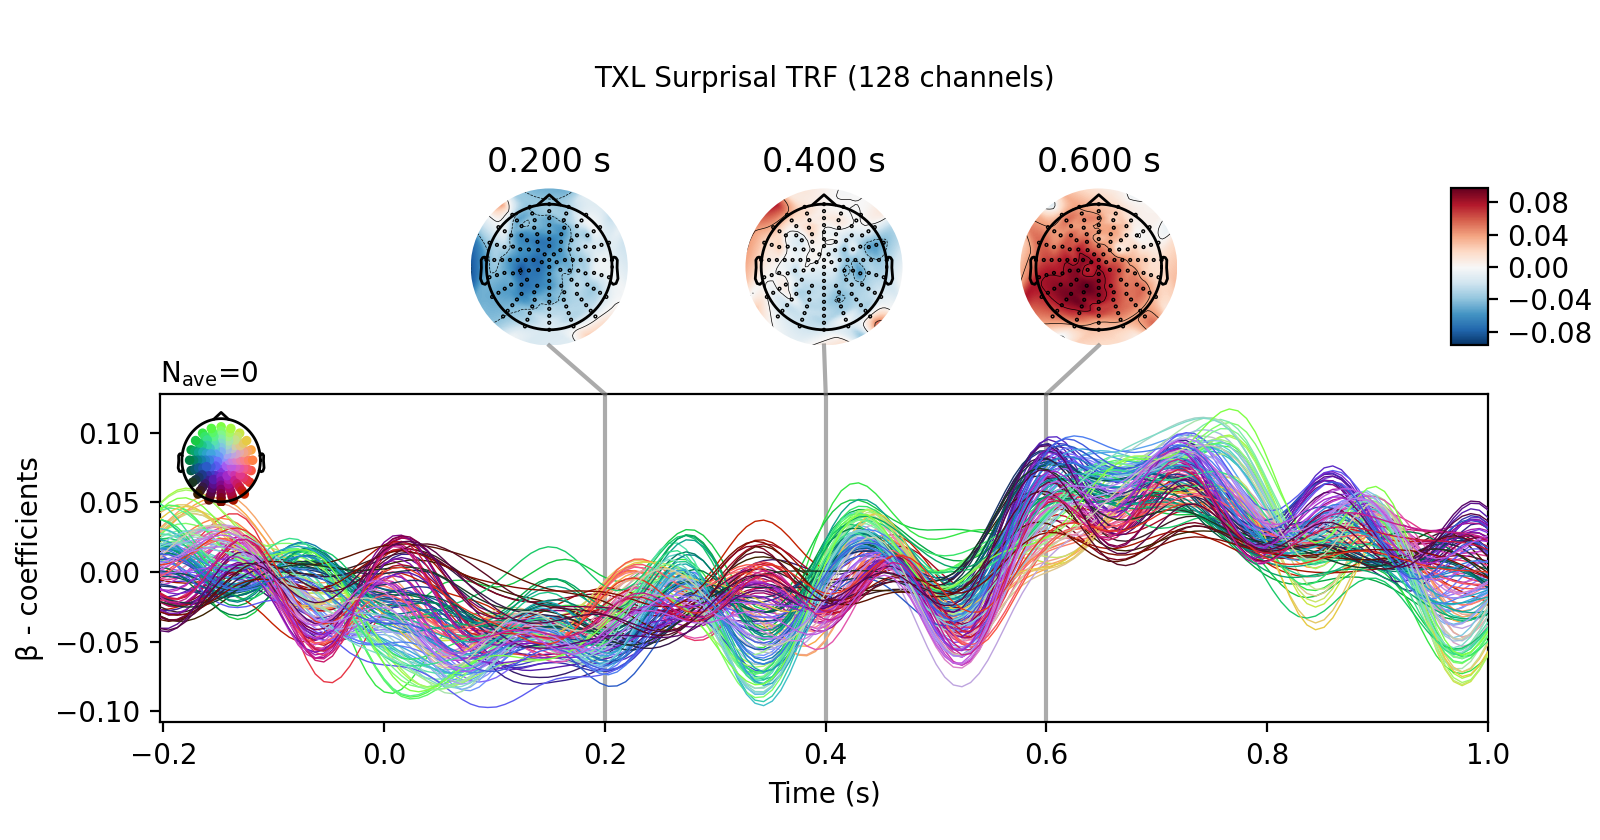 TXL Surprisal TRF (128 channels)
0.200 s
0.400 s
0.600 s
0.08
0.04
0.00
−0.04
−0.08
Nave=0
0.10
0.05
0.00
−0.05
−0.10
β - coefficients
−0.2
0.0
0.2
0.4
0.6
0.8
1.0
Time (s)